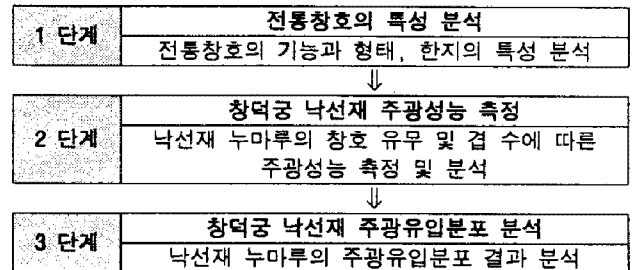 1 단계
전통창호의 특성 분석
전통창호의 기능과 형태, 한지의 특성 분석
⇓
2 단계
창덕궁 낙선재 주광성능 측정
낙선재 누마루의 창호 유무 및 겹 수에 따른
주광성능 측정 및 분석
⇓
3 단계
창덕궁 낙선재 주광유입분포 분석
낙선재 누마루의 주광유입분포 결과 분석